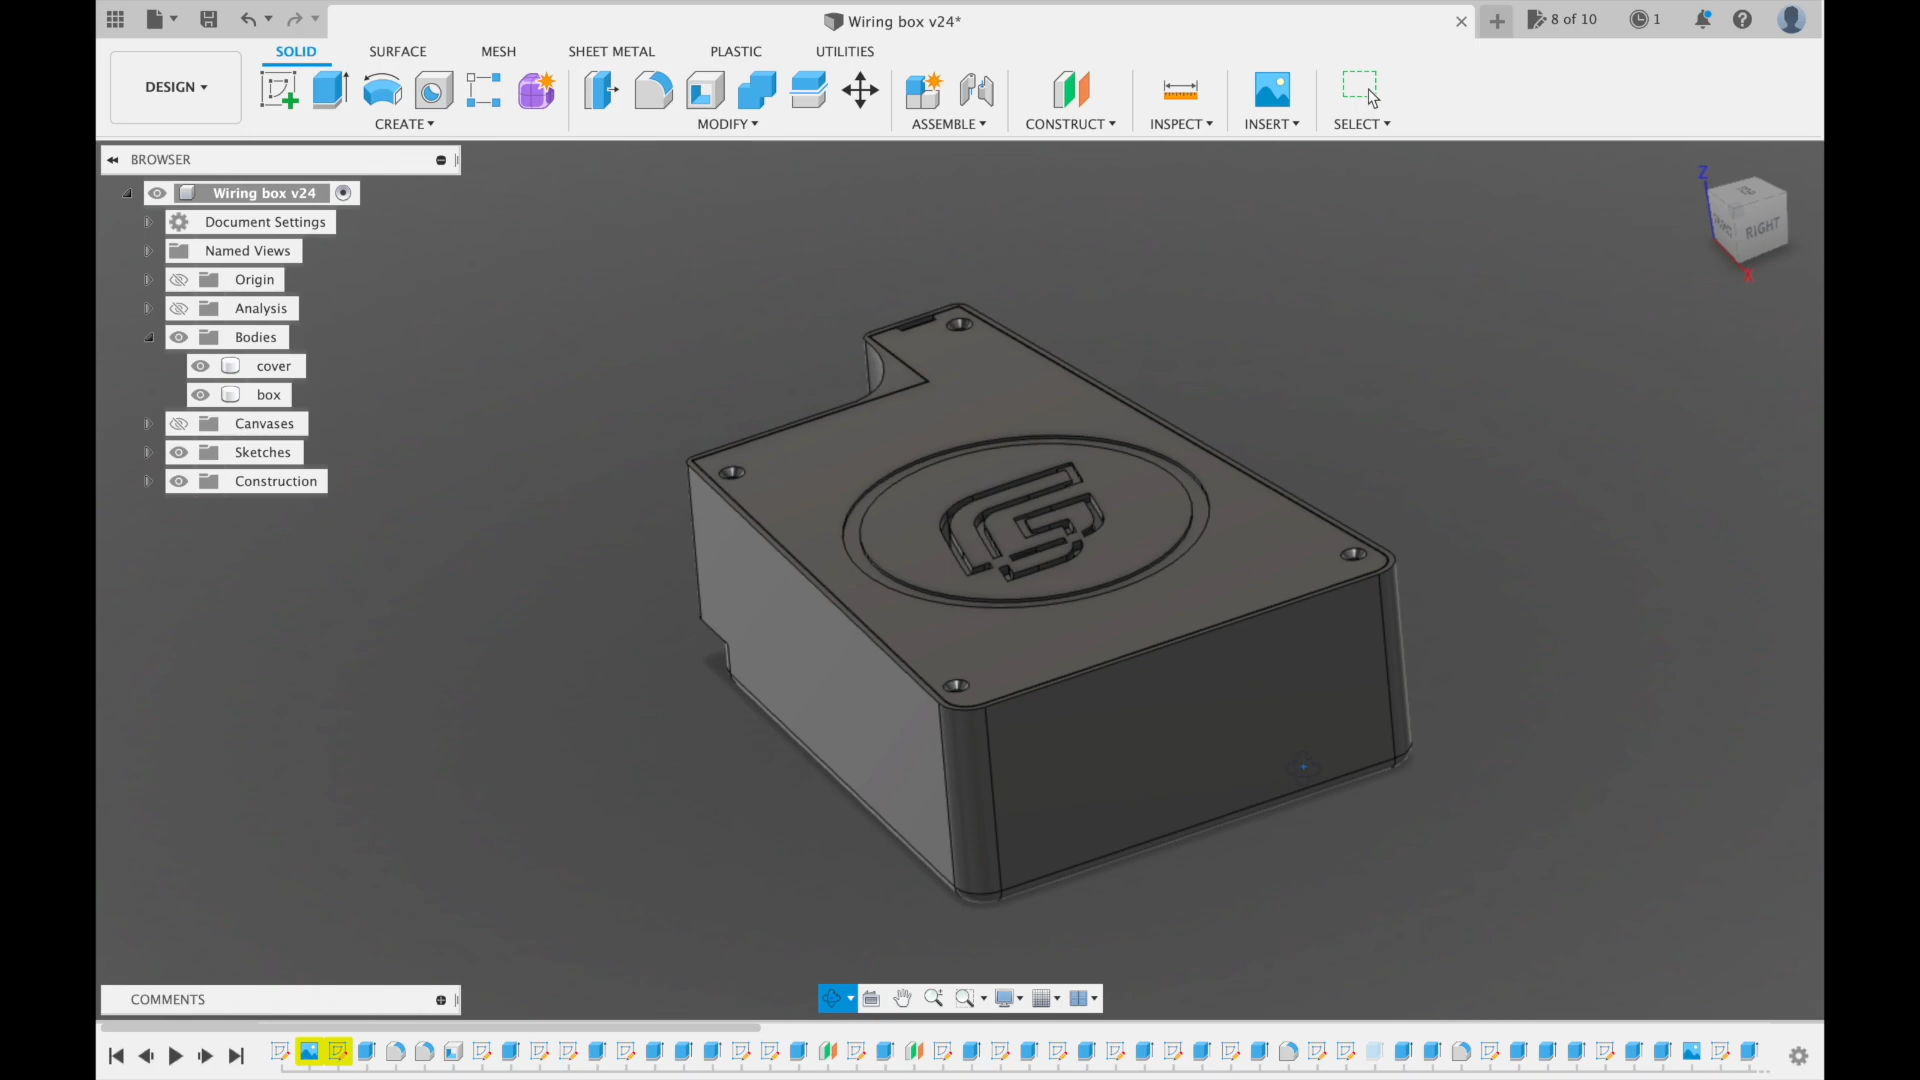 Wiring box v24*
8 of 10
1
DESIGN
SOLID
SURFACE
MESH
SHEET METAL
PLASTIC
UTILITIES
CREATE
MODIFY
ASSEMBLE
CONSTRUCT
INSPECT
INSERT
SELECT
BROWSER
Wiring box v24
Document Settings
Named Views
Origin
Analysis
Bodies
cover
box
Canvases
Sketches
Construction
Z
RIGHT
X
COMMENTS